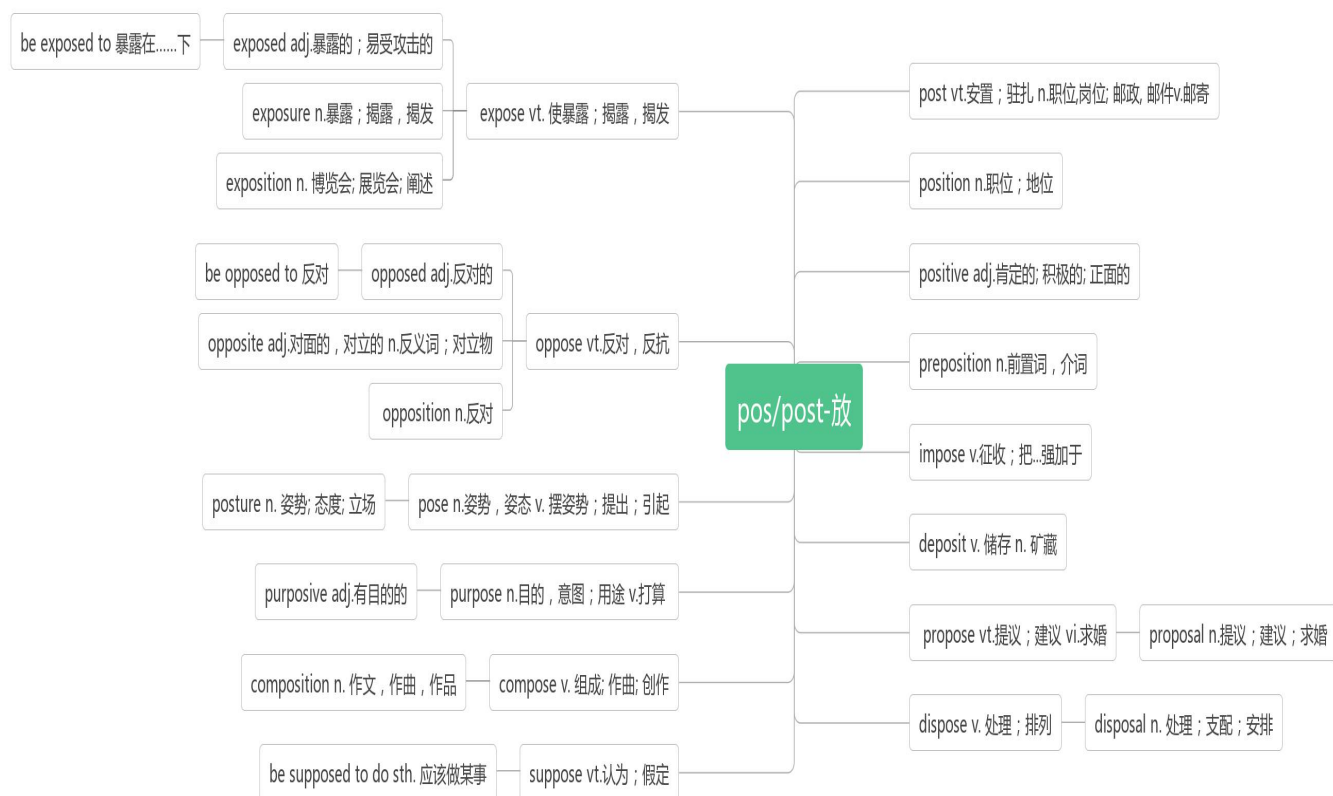 pos/post-放
post vt.安置；驻扎 n.职位,岗位; 邮政, 邮件v.邮寄
position n.职位；地位
positive adj.肯定的; 积极的; 正面的
preposition n.前置词，介词
impose v.征收；把...强加于
deposit v. 储存 n. 矿藏
propose vt.提议；建议 vi.求婚
proposal n.提议；建议；求婚
dispose v. 处理；排列
disposal n. 处理；支配；安排
expose vt. 使暴露；揭露，揭发
exposed adj.暴露的；易受攻击的
be exposed to 暴露在......下
exposure n.暴露；揭露，揭发
exposition n. 博览会; 展览会; 阐述
oppose vt.反对，反抗
opposed adj.反对的
be opposed to 反对
opposite adj.对面的，对立的 n.反义词；对立物
opposition n.反对
pose n.姿势，姿态 v. 摆姿势；提出；引起
posture n. 姿势; 态度; 立场
purpose n.目的，意图；用途 v.打算
purposive adj.有目的的
compose v. 组成; 作曲; 创作
composition n. 作文，作曲，作品
suppose vt.认为；假定
be supposed to do sth. 应该做某事